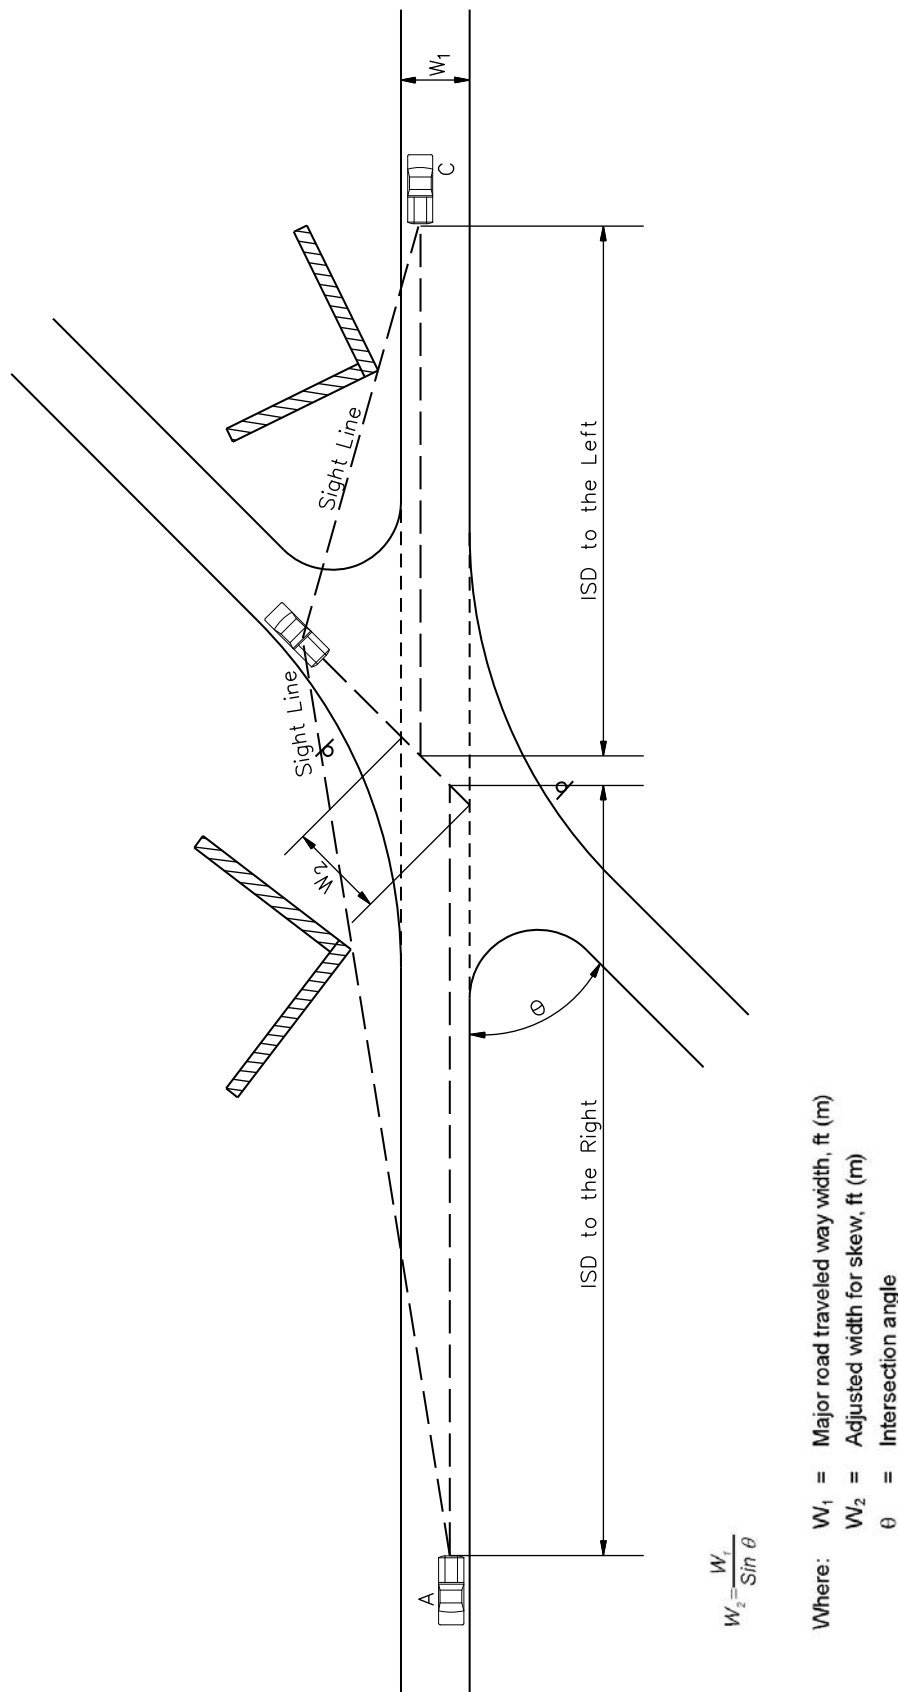 W₁
C
Sight Line
ISD to the Left
Sight Line
W₂
θ
ISD to the Right
A
W₂=W₁/Sin θ
Where: W₁ = Major road traveled way width, ft (m)
W₂ = Adjusted width for skew, ft (m)
θ = Intersection angle